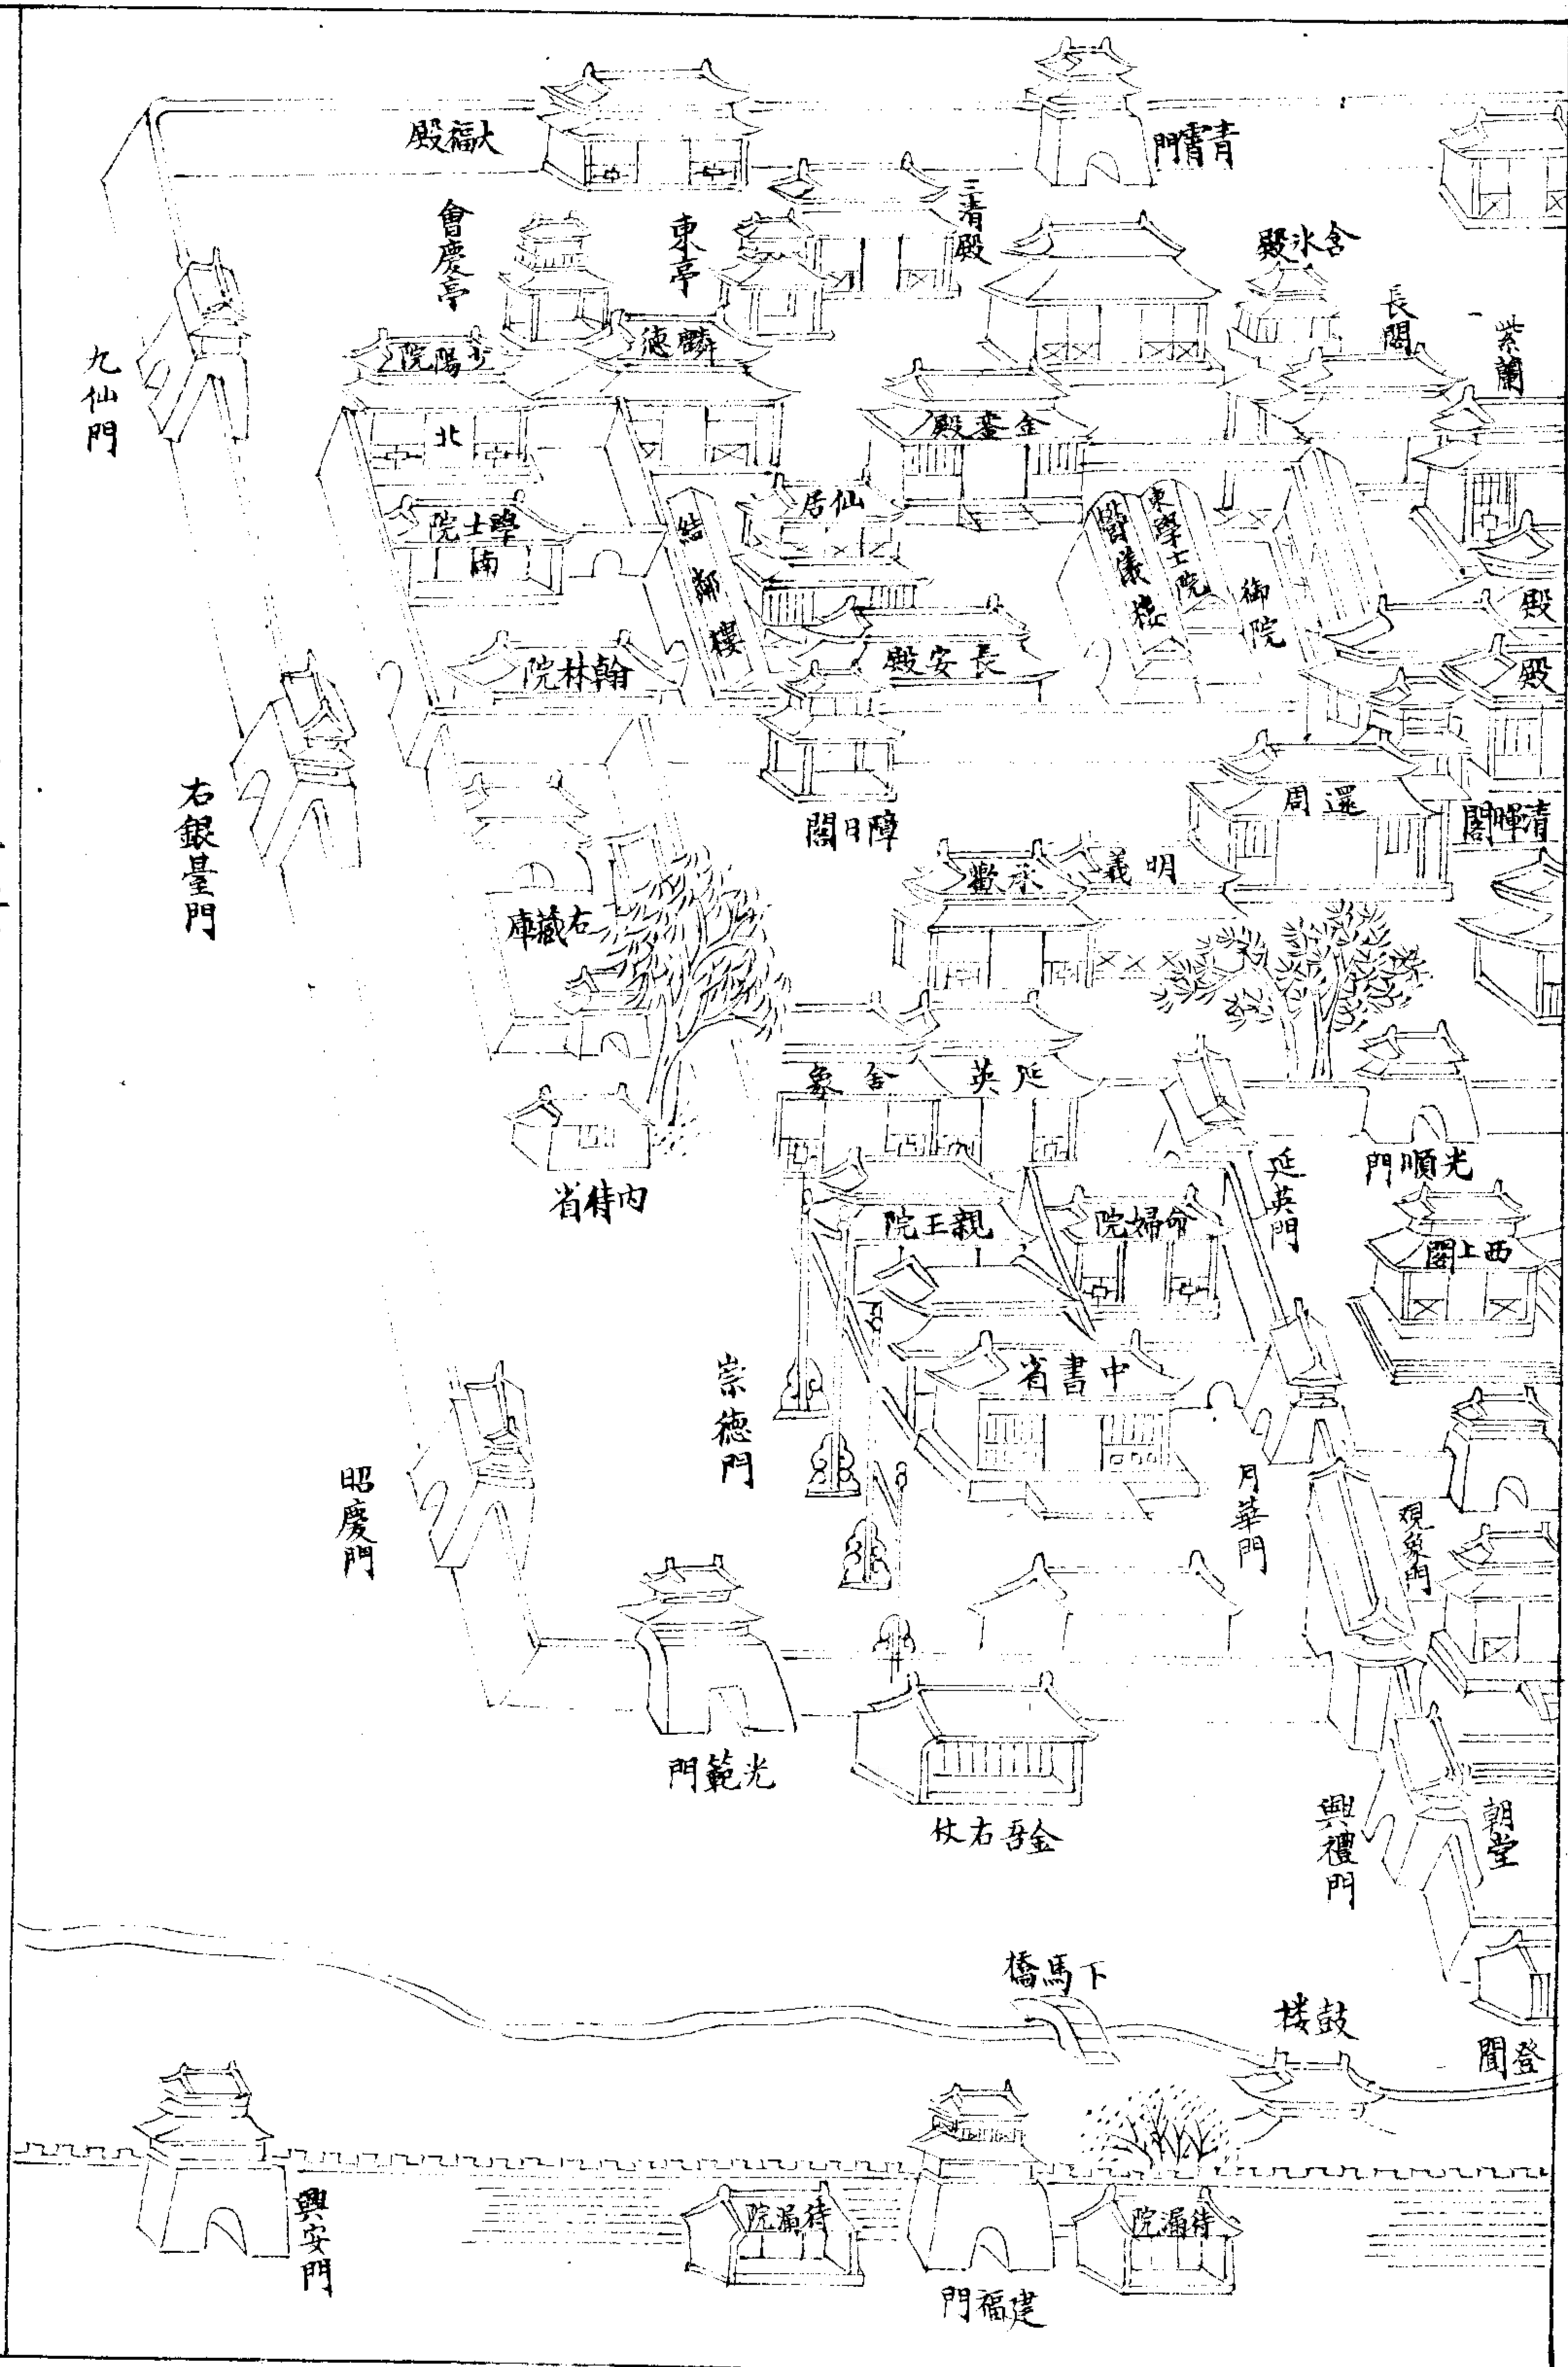 青霄門
大福殿
三清殿
含氷殿
長閣
紫蘭
東亭
會慶亭
麟德
少陽院
北
金鑾殿
九仙門
仙居
學士院
南
結鄰樓
東學士院
御院
殿
殿
長安殿
翰林院
右銀臺門
障日閣
還周
清暉閣
明義
承歡
右藏庫
延英
含象
延英門
光順門
內侍省
命婦院
親王院
西上閣
中書省
崇徳門
月華門
觀象門
昭慶門
光範門
金吾右仗
興禮門
朝堂
下馬橋
鼓楼
登聞
興安門
待漏院
待漏院
建福門